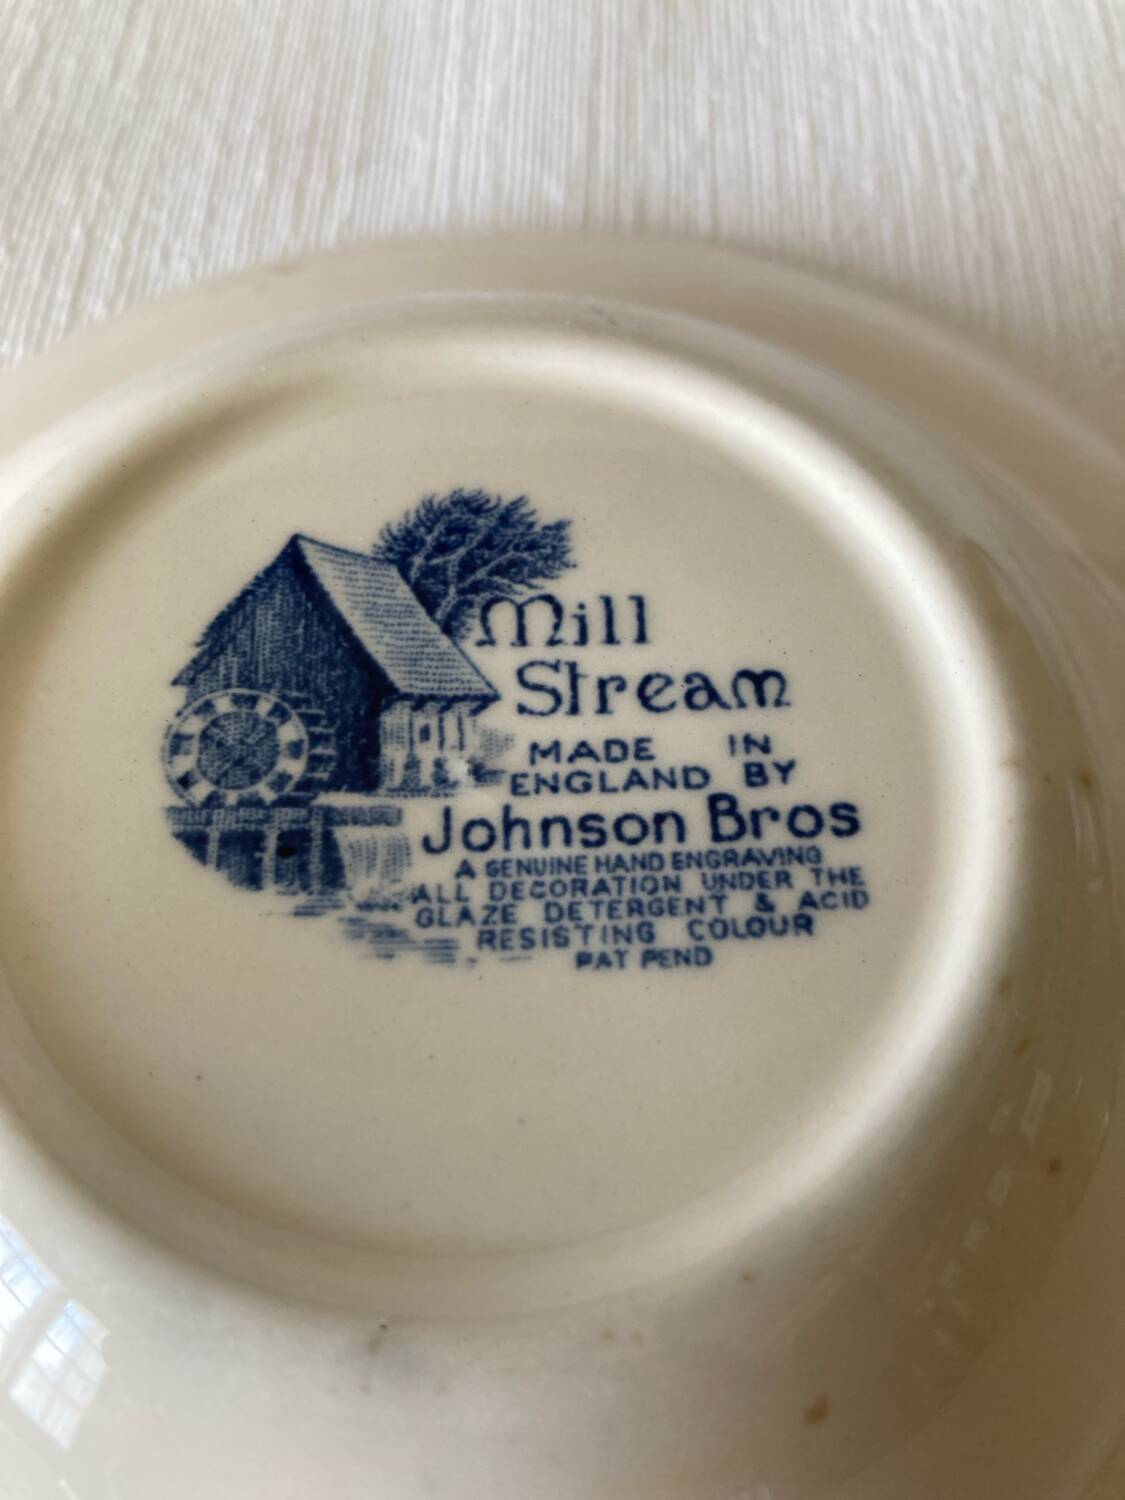 Mill
Stream
MADE IN
ENGLAND BY
Johnson Bros
A GENUINE HAND ENGRAVING
ALL DECORATION UNDER THE
GLAZE DETERGENT & ACID
RESISTING COLOUR
PAT PEND